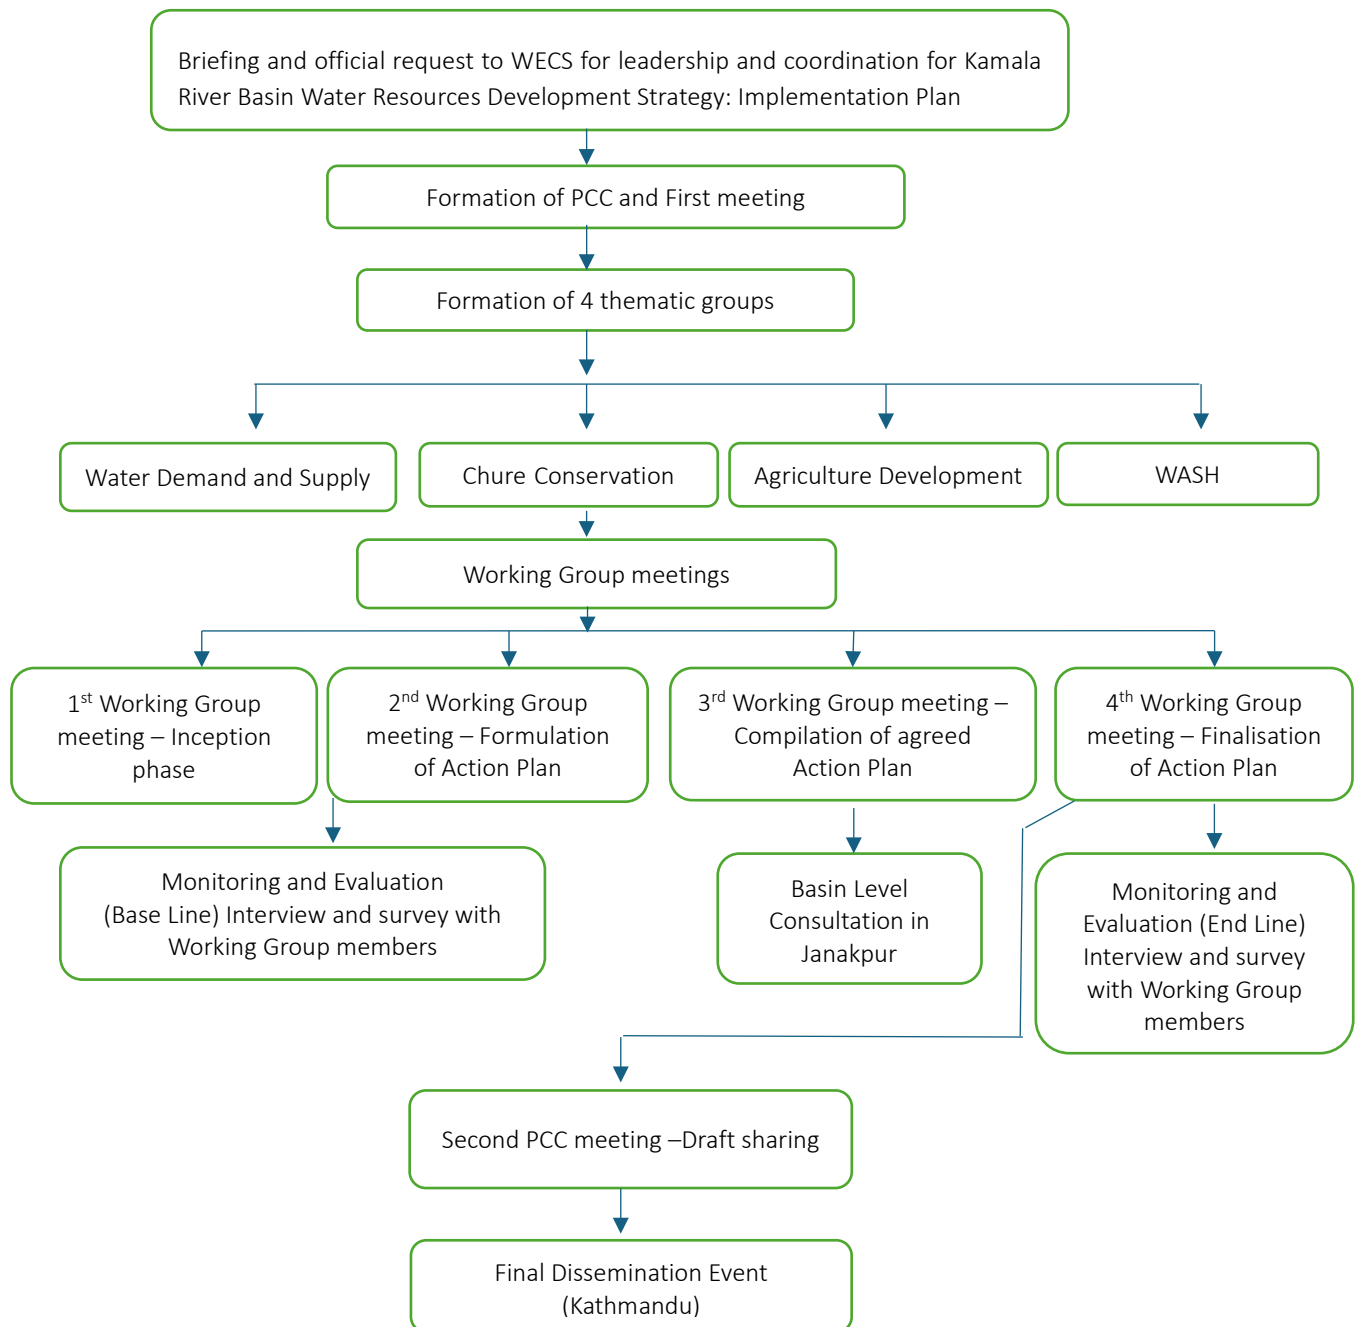 Briefing and official request to WECS for leadership and coordination for Kamala
River Basin Water Resources Development Strategy: Implementation Plan
Formation of PCC and First meeting
Formation of 4 thematic groups
Water Demand and Supply
Chure Conservation
Agriculture Development
WASH
Working Group meetings
1st Working Group
meeting – Inception
phase
2nd Working Group
meeting – Formulation
of Action Plan
3rd Working Group meeting –
Compilation of agreed
Action Plan
4th Working Group
meeting – Finalisation
of Action Plan
Monitoring and Evaluation
(Base Line) Interview and survey with
Working Group members
Basin Level
Consultation in
Janakpur
Monitoring and
Evaluation (End Line)
Interview and survey
with Working Group
members
Second PCC meeting –Draft sharing
Final Dissemination Event
(Kathmandu)